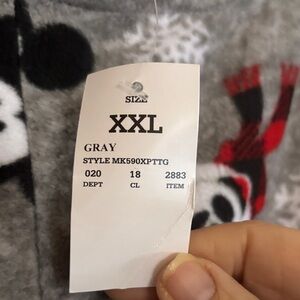 SIZE
XXL
GRAY
STYLE MK590XPTTG
020 18 2883
DEPT CL ITEM